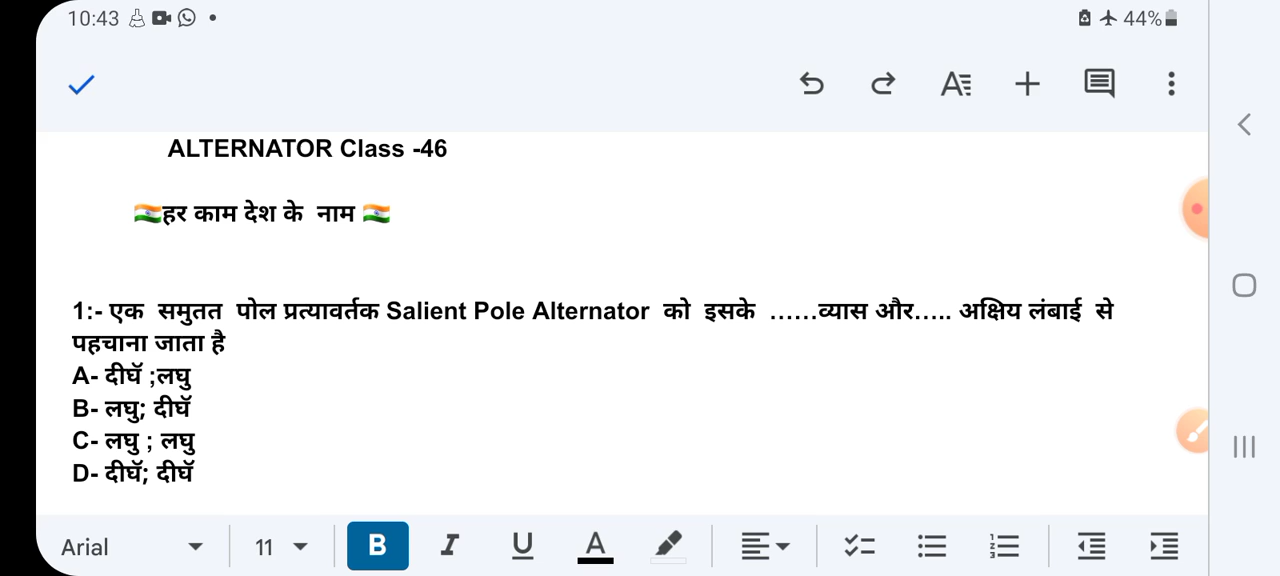 10:43
44%
ALTERNATOR Class -46
🇮🇳हर काम देश के नाम 🇮🇳
1:- एक समुतत पोल प्रत्यावर्तक Salient Pole Alternator को इसके ......व्यास और..... अक्षिय लंबाई से
पहचाना जाता है
A- दीर्घॅ ;लघु
B- लघु; दीर्घॅ
C- लघु ; लघु
D- दीर्घॅ; दीर्घॅ
Arial 11 B I U A